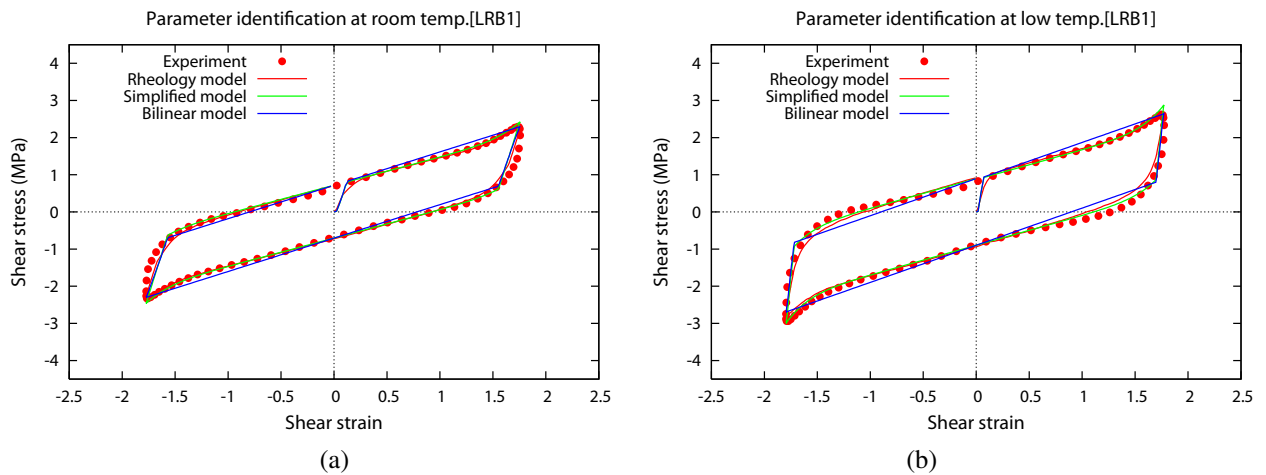 Parameter identification at room temp.[LRB1]
Experiment
Rheology model
Simplified model
Bilinear model
Shear stress (MPa)
4
3
2
1
0
-1
-2
-3
-4
-2.5 -2 -1.5 -1 -0.5 0 0.5 1 1.5 2 2.5
Shear strain
(a)
Parameter identification at low temp.[LRB1]
Experiment
Rheology model
Simplified model
Bilinear model
Shear stress (MPa)
4
3
2
1
0
-1
-2
-3
-4
-2.5 -2 -1.5 -1 -0.5 0 0.5 1 1.5 2 2.5
Shear strain
(b)